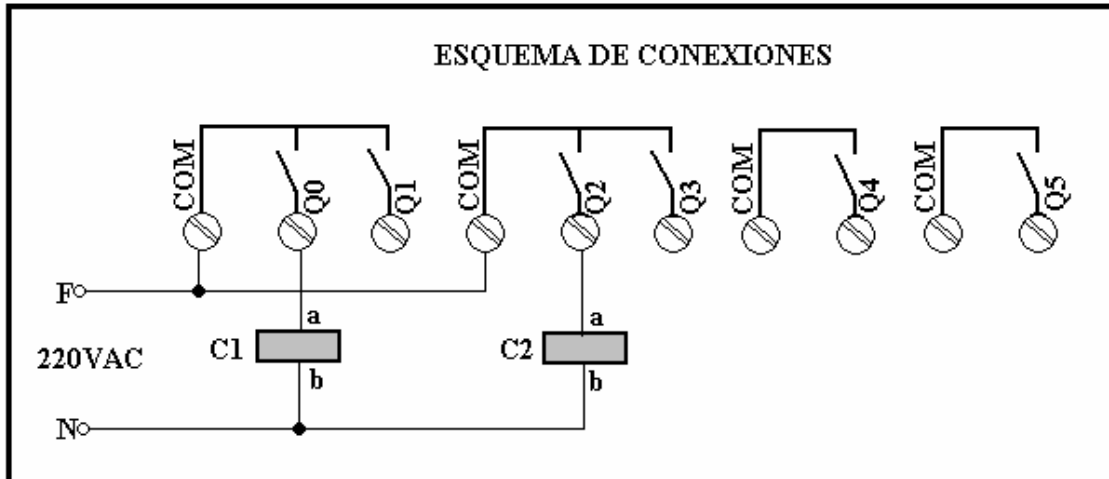 ESQUEMA DE CONEXIONES
COM Q0 Q1 COM Q2 Q3 COM Q4 COM Q5
F
a a
C1 C2
220VAC
b b
N